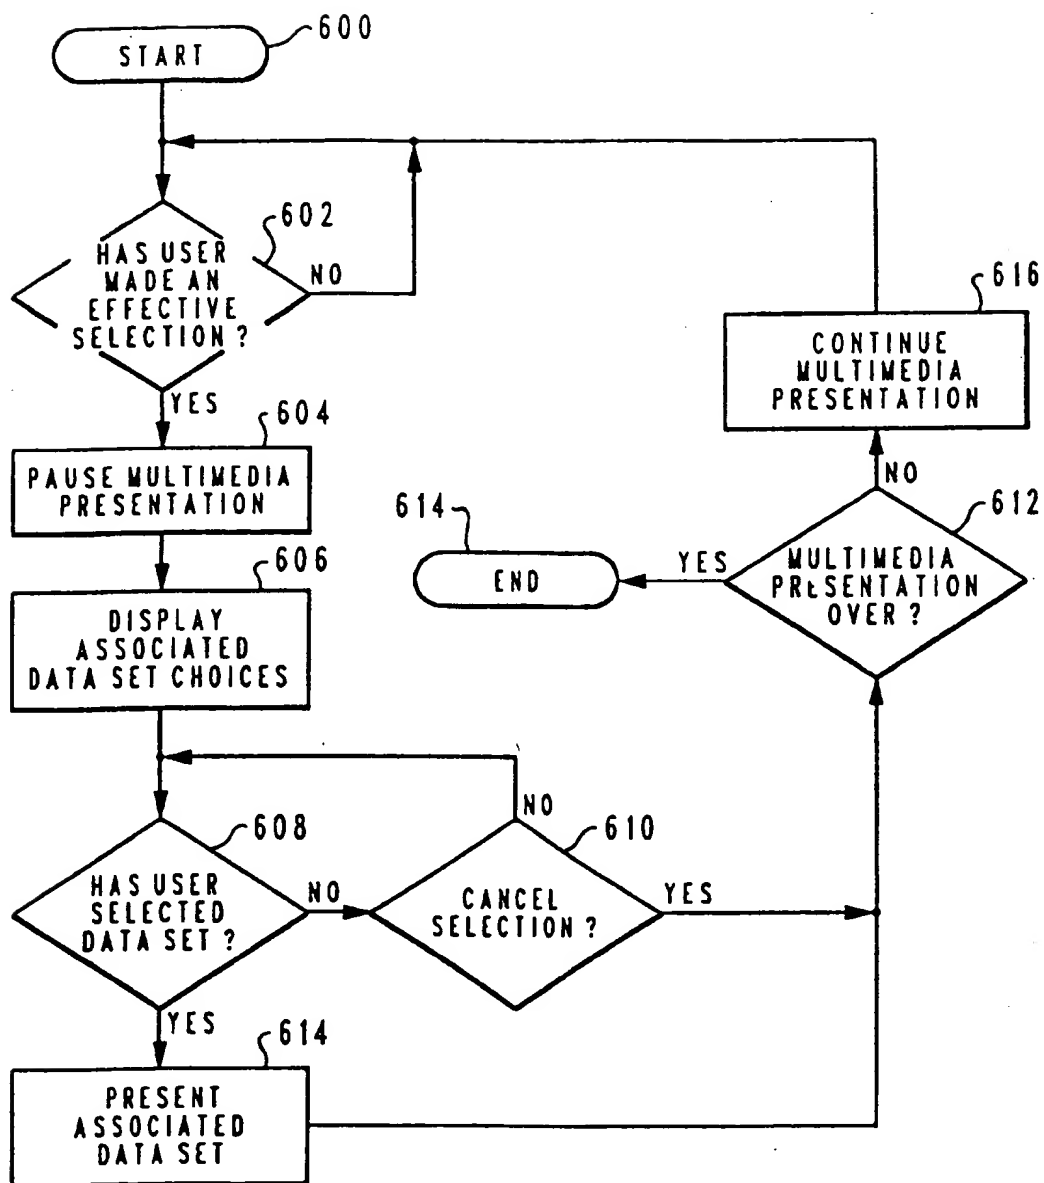 600
START
602
HAS USER
MADE AN
EFFECTIVE
SELECTION ?
NO
YES
604
PAUSE MULTIMEDIA
PRESENTATION
606
DISPLAY
ASSOCIATED
DATA SET CHOICES
608
HAS USER
SELECTED
DATA SET ?
NO
YES
610
CANCEL
SELECTION ?
NO
YES
614
PRESENT
ASSOCIATED
DATA SET
616
CONTINUE
MULTIMEDIA
PRESENTATION
NO
612
MULTIMEDIA
PRESENTATION
OVER ?
YES
614
END